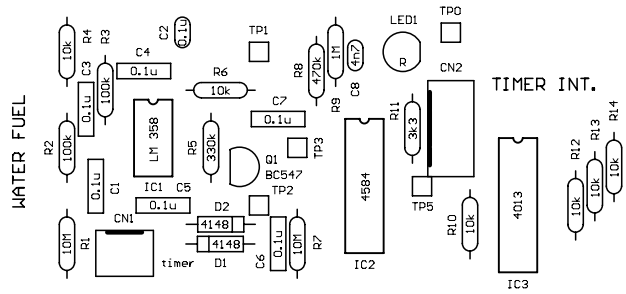 WATER FUEL
TIMER INT.
10k
R4
R3
100k
C4
0.1u
C2
0.1u
TP1
R8
470k
1M
R9
4n7
C8
LED1
R
TP0
CN2
C3
0.1u
R6
10k
C7
0.1u
R2
100k
LM 358
IC1
R5
330k
Q1
BC547
TP3
4584
IC2
R11
3k3
TP5
4013
IC3
R12
10k
R13
10k
R14
10k
0.1u
C1
C5
0.1u
TP2
D2
4148
4148
D1
R10
10k
10M
R1
CN1
timer
C6
0.1u
10M
R7